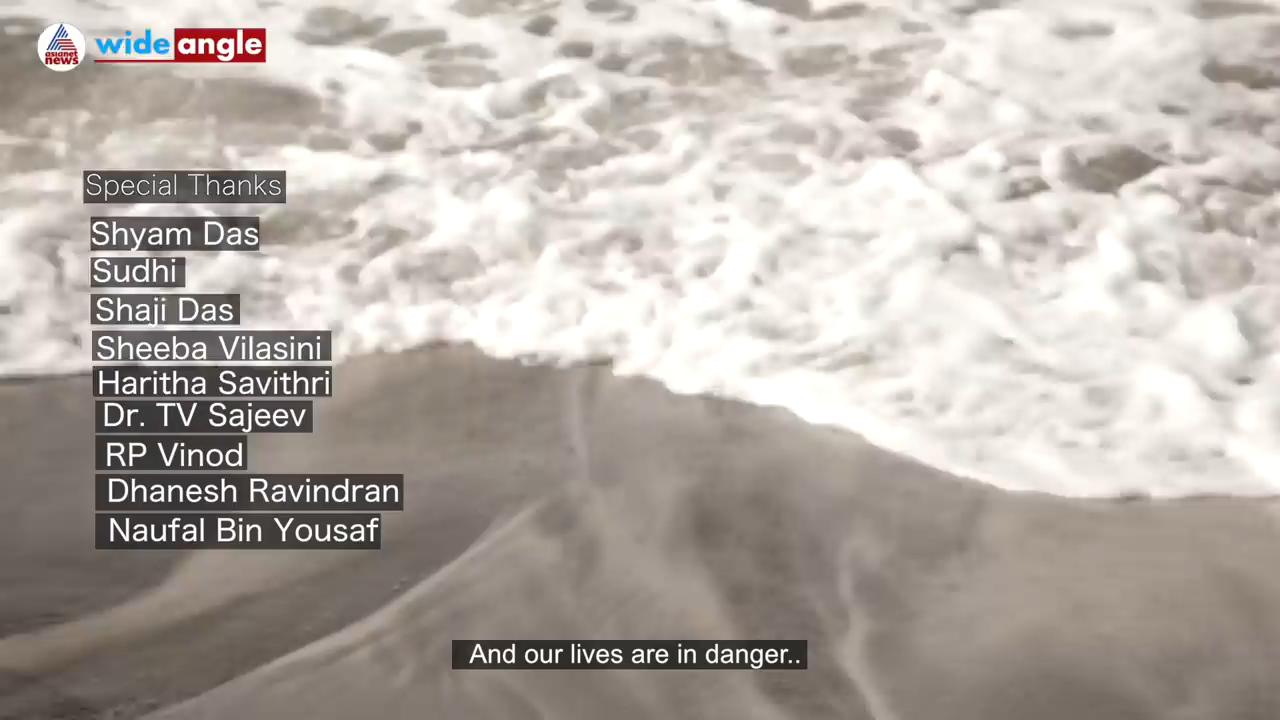 asianet
news
wide angle
Special Thanks
Shyam Das
Sudhi
Shaji Das
Sheeba Vilasini
Haritha Savithri
Dr. TV Sajeev
RP Vinod
Dhanesh Ravindran
Naufal Bin Yousaf
And our lives are in danger..